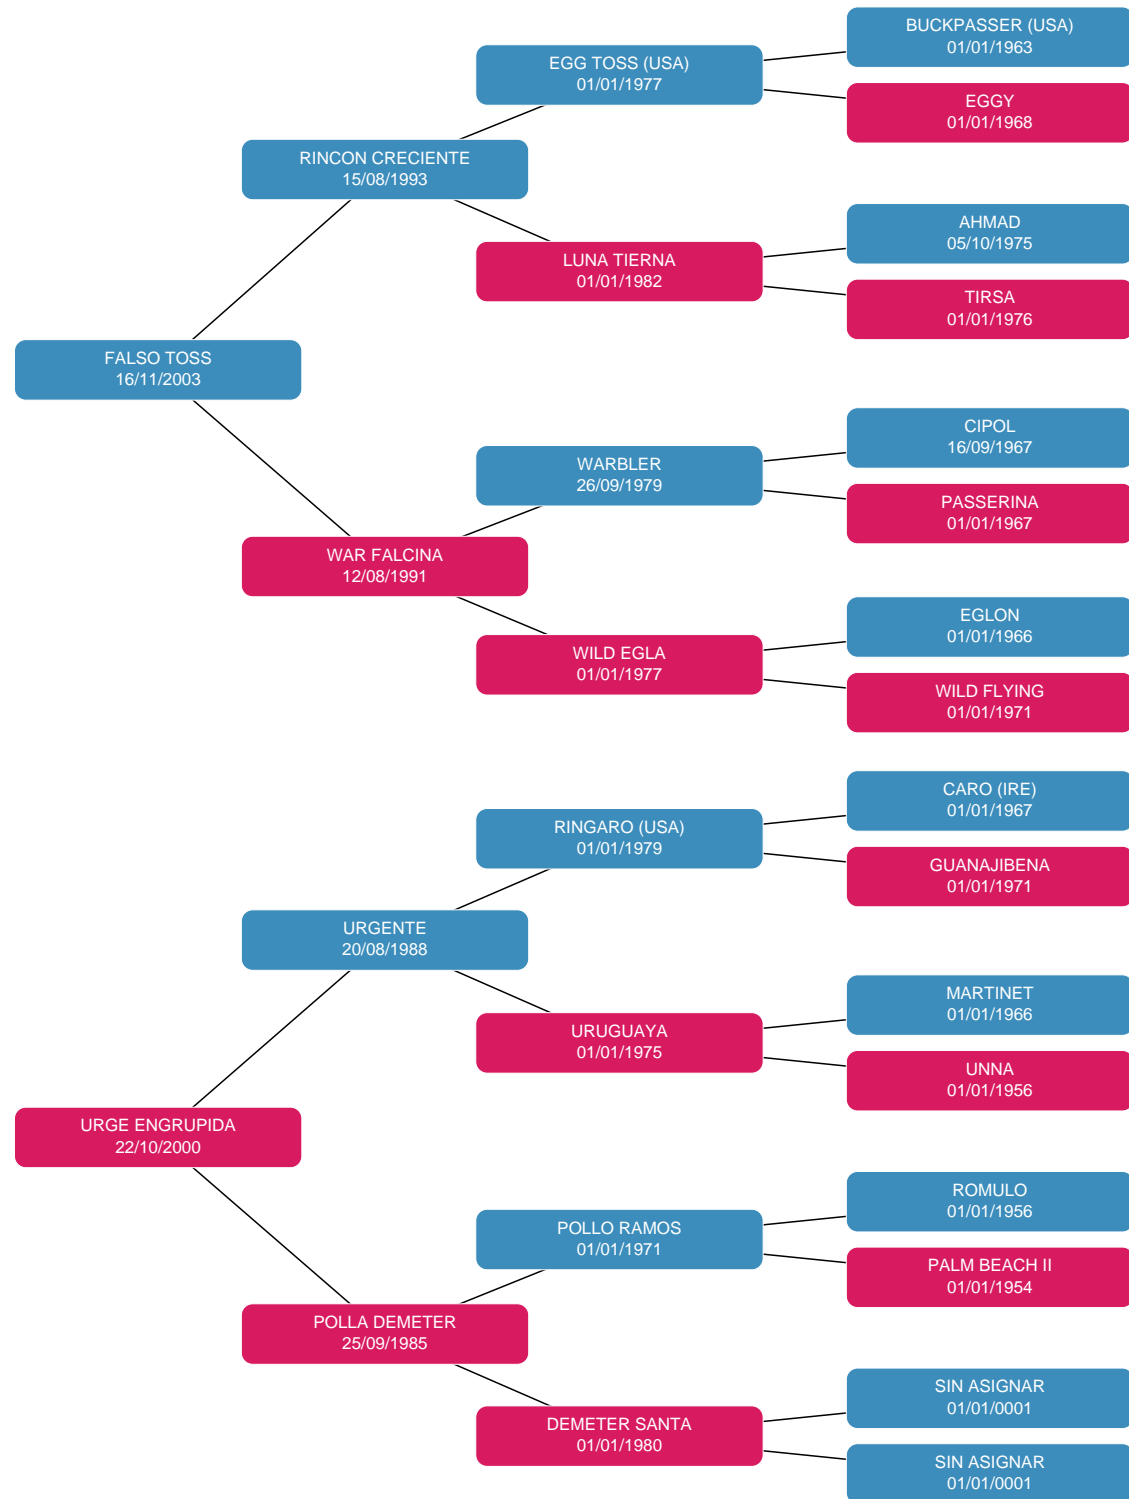 BUCKPASSER (USA)
01/01/1963
EGG TOSS (USA)
01/01/1977
EGGY
01/01/1968
RINCON CRECIENTE
15/08/1993
AHMAD
05/10/1975
LUNA TIERNA
01/01/1982
TIRSA
01/01/1976
FALSO TOSS
16/11/2003
CIPOL
16/09/1967
WARBLER
26/09/1979
PASSERINA
01/01/1967
WAR FALCINA
12/08/1991
EGLON
01/01/1966
WILD EGLA
01/01/1977
WILD FLYING
01/01/1971
CARO (IRE)
01/01/1967
RINGARO (USA)
01/01/1979
GUANAJIBENA
01/01/1971
URGENTE
20/08/1988
MARTINET
01/01/1966
URUGUAYA
01/01/1975
UNNA
01/01/1956
URGE ENGRUPIDA
22/10/2000
ROMULO
01/01/1956
POLLO RAMOS
01/01/1971
PALM BEACH II
01/01/1954
POLLA DEMETER
25/09/1985
SIN ASIGNAR
01/01/0001
DEMETER SANTA
01/01/1980
SIN ASIGNAR
01/01/0001